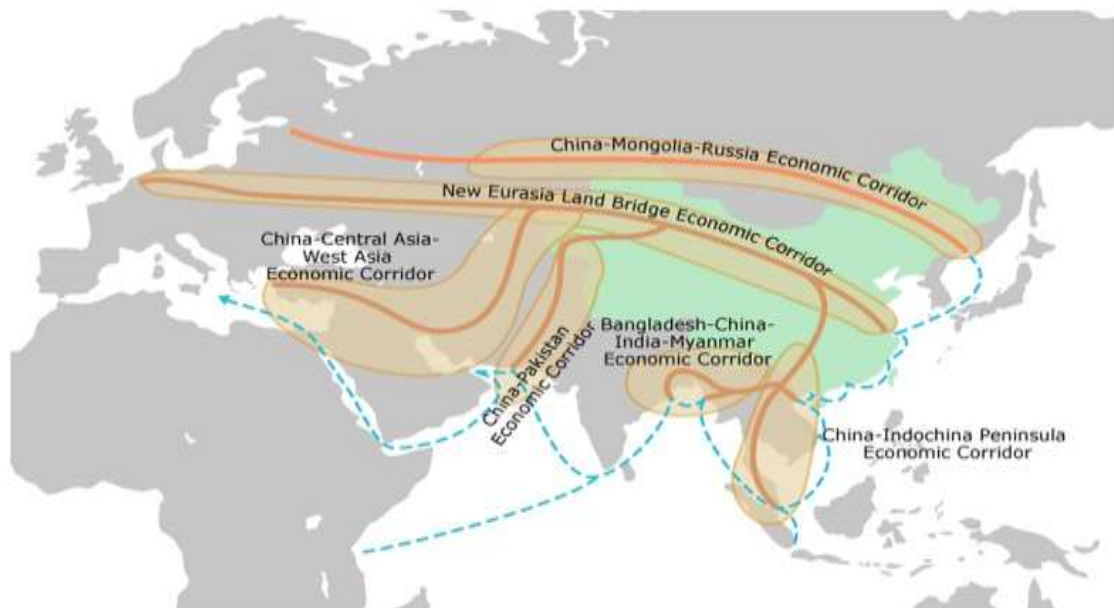 China-Mongolia-Russia Economic Corridor
New Eurasia Land Bridge Economic Corridor
China-Central Asia-
West Asia
Economic Corridor
China-Pakistan
Economic Corridor
Bangladesh-China-
India-Myanmar
Economic Corridor
China-Indochina Peninsula
Economic Corridor